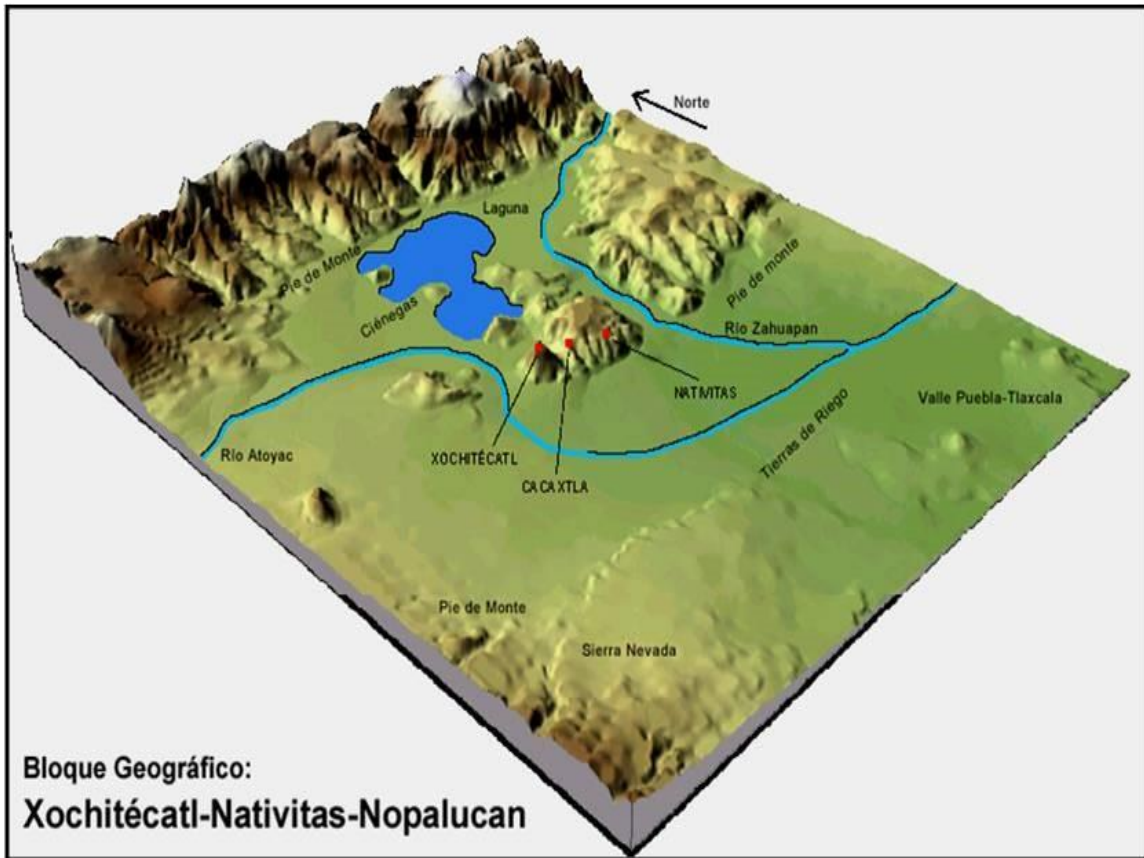 Norte
Laguna
Pie de Monte
Pie de monte
Ciénegas
Río Zahuapan
NATIVITAS
Valle Puebla-Tlaxcala
Río Atoyac
XOCHITÉCATL
Tierras de Riego
CACAXTLA
Pie de Monte
Sierra Nevada
Bloque Geográfico:
Xochitécatl-Nativitas-Nopalucan